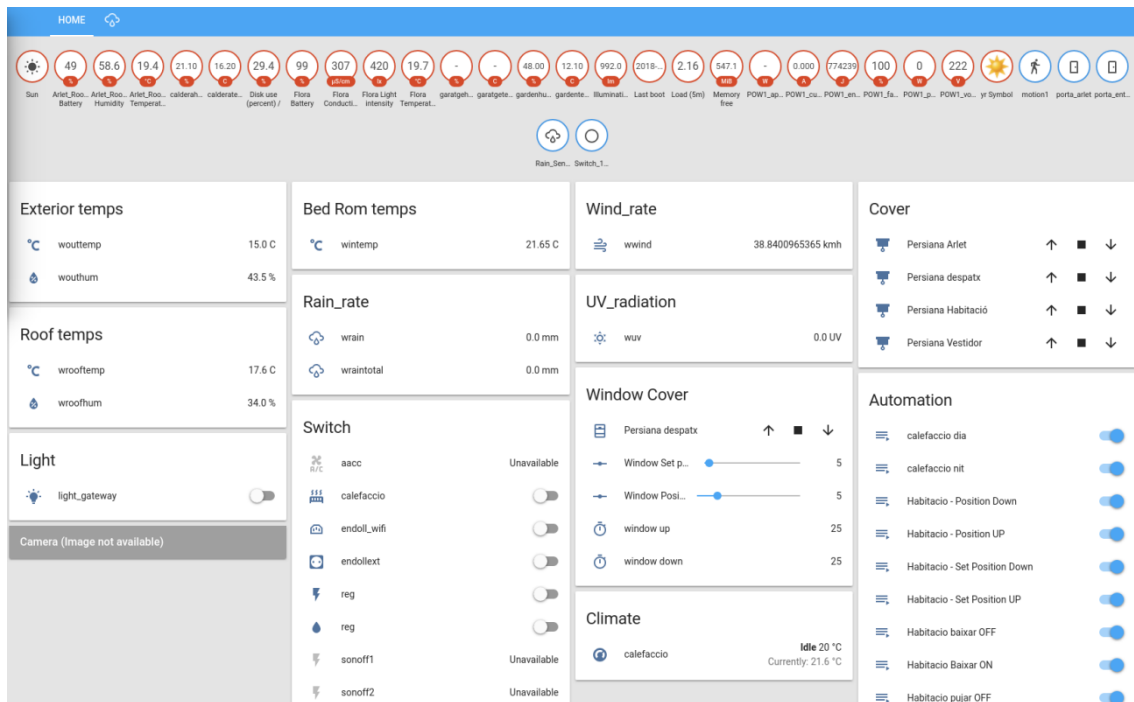 HOME
49
58.6
19.4
21.10
16.20
29.4
99
307
420
19.7
-
-
48.00
12.10
992.0
2018-...
2.16
547.1
-
0.000
774239
100
0
222
%
%
°C
%
C
%
%
µS/cm
lx
°C
%
C
%
C
lm
MiB
W
A
J
%
W
V
Sun
Arlet_Roo... Battery
Arlet_Roo... Humidity
Arlet_Roo... Temperat...
calderah...
calderate...
Disk use (percent) /
Flora Battery
Flora Conducti...
Flora Light intensity
Flora Temperat...
garatgeh...
garatgete...
gardenhu...
gardente...
Illuminati...
Last boot
Load (5m)
Memory free
POW1_ap...
POW1_cu...
POW1_en...
POW1_fa...
POW1_p...
POW1_vo...
yr Symbol
motion1
porta_arlet
porta_ent...
Rain_Sen...
Switch_1...
Exterior temps
°C wouttemp 15.0 C
wouthum 43.5 %
Roof temps
°C wrooftemp 17.6 C
wroofhum 34.0 %
Light
light_gateway
Camera (Image not available)
Bed Rom temps
°C wintemp 21.65 C
Rain_rate
wrain 0.0 mm
wraintotal 0.0 mm
Switch
A/C aacc Unavailable
calefaccio
endoll_wifi
endollext
reg
reg
sonoff1 Unavailable
sonoff2 Unavailable
Wind_rate
wwind 38.8400965365 kmh
UV_radiation
wuv 0.0 UV
Window Cover
Persiana despatx
Window Set p... 5
Window Posi... 5
window up 25
window down 25
Climate
calefaccio Idle 20 °C
Currently: 21.6 °C
Cover
Persiana Arlet
Persiana despatx
Persiana Habitació
Persiana Vestidor
Automation
calefaccio dia
calefaccio nit
Habitacio - Position Down
Habitacio - Position UP
Habitacio - Set Position Down
Habitacio - Set Position UP
Habitacio baixar OFF
Habitacio Baixar ON
Habitacio pujar OFF